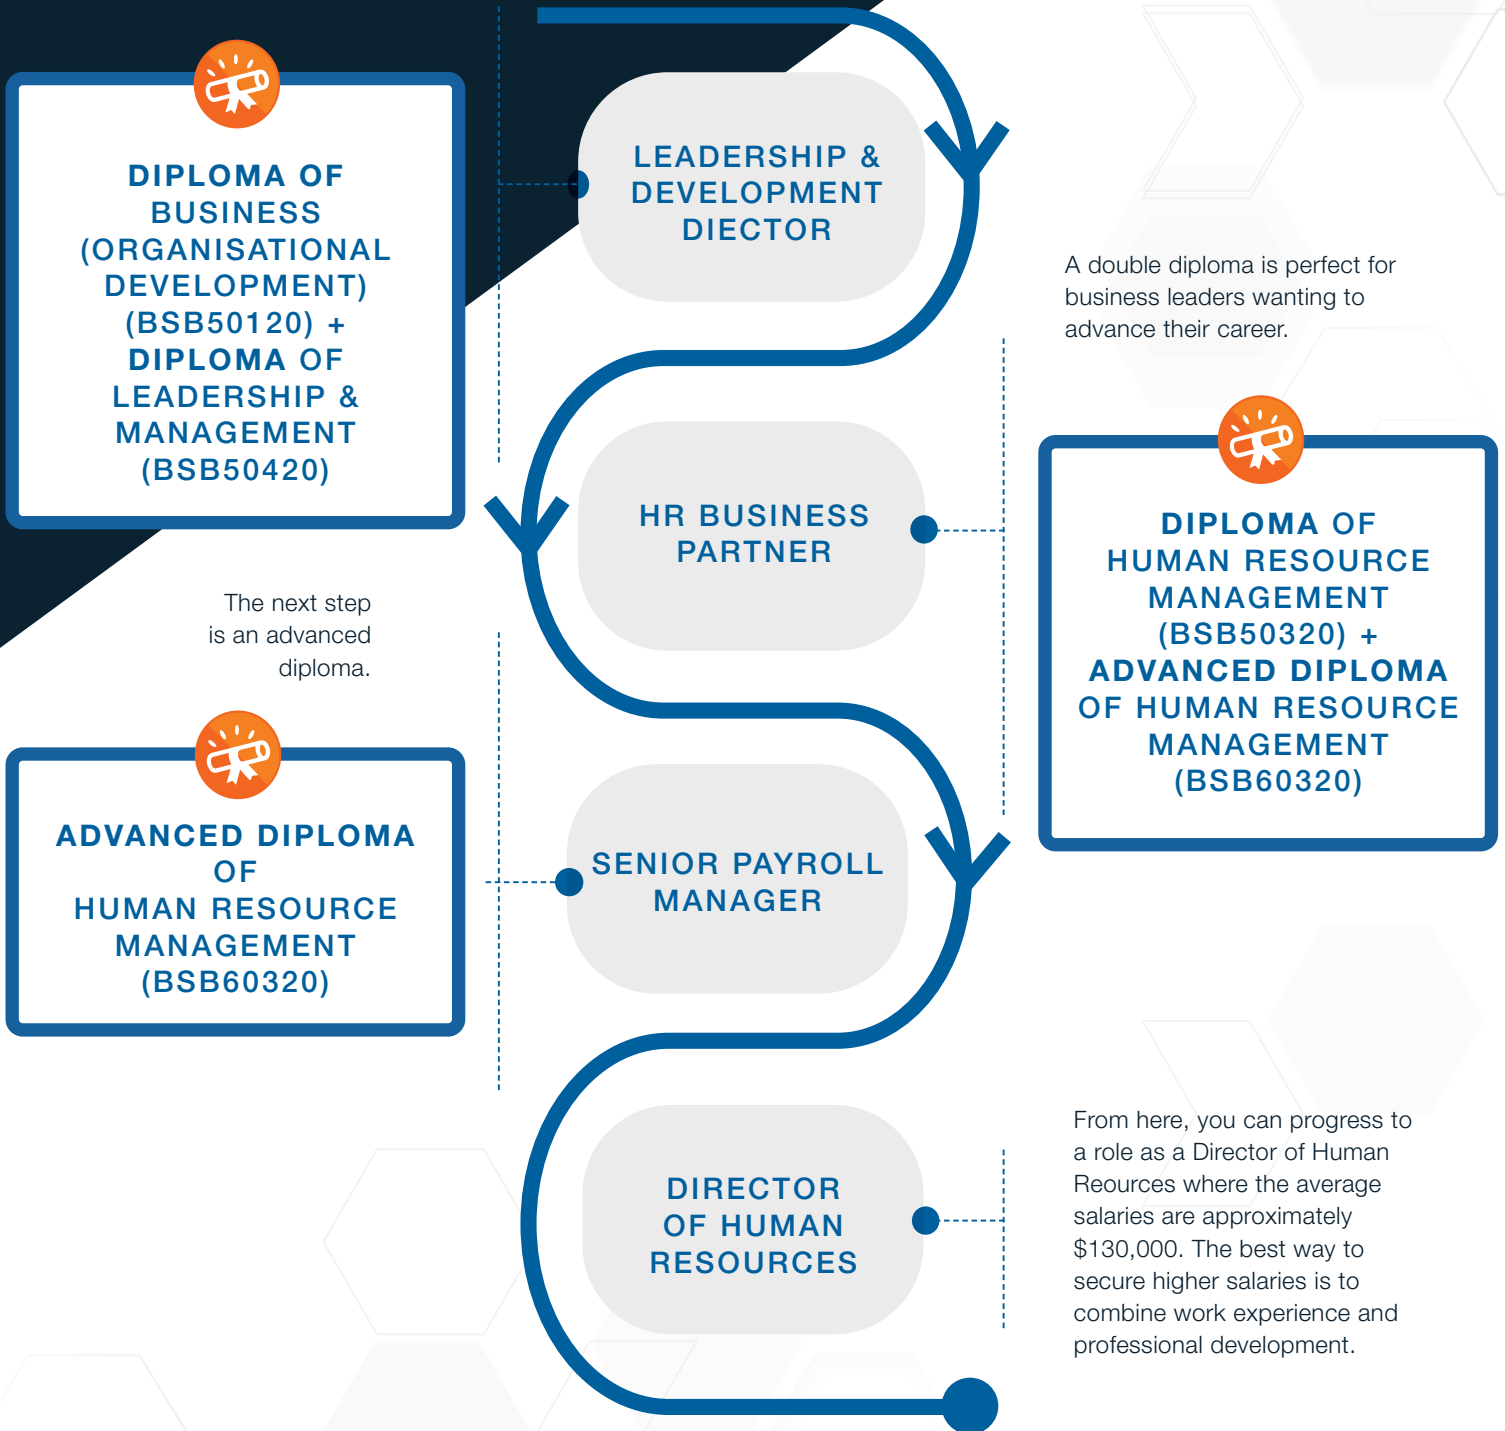 DIPLOMA OF
BUSINESS
(ORGANISATIONAL
DEVELOPMENT)
(BSB50120) +
DIPLOMA OF
LEADERSHIP &
MANAGEMENT
(BSB50420)
LEADERSHIP &
DEVELOPMENT
DIECTOR
A double diploma is perfect for
business leaders wanting to
advance their career.
HR BUSINESS
PARTNER
DIPLOMA OF
HUMAN RESOURCE
MANAGEMENT
(BSB50320) +
ADVANCED DIPLOMA
OF HUMAN RESOURCE
MANAGEMENT
(BSB60320)
The next step
is an advanced
diploma.
ADVANCED DIPLOMA
OF
HUMAN RESOURCE
MANAGEMENT
(BSB60320)
SENIOR PAYROLL
MANAGER
DIRECTOR
OF HUMAN
RESOURCES
From here, you can progress to
a role as a Director of Human
Reources where the average
salaries are approximately
$130,000. The best way to
secure higher salaries is to
combine work experience and
professional development.